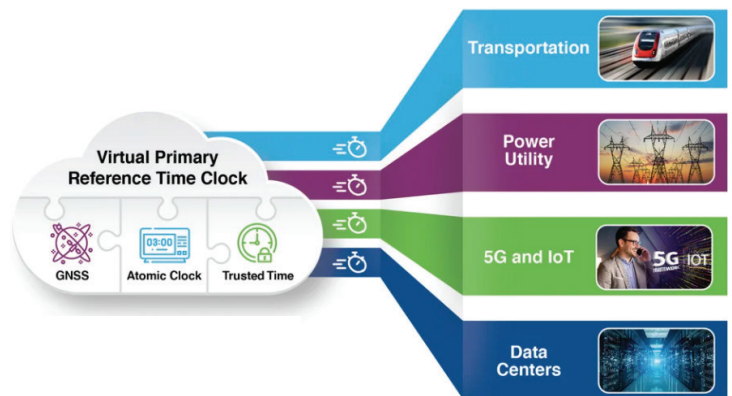 Virtual Primary
Reference Time Clock
GNSS
03:00
Atomic Clock
Trusted Time
Transportation
Power
Utility
5G and IoT
5G IOT
NETWORK
Data
Centers